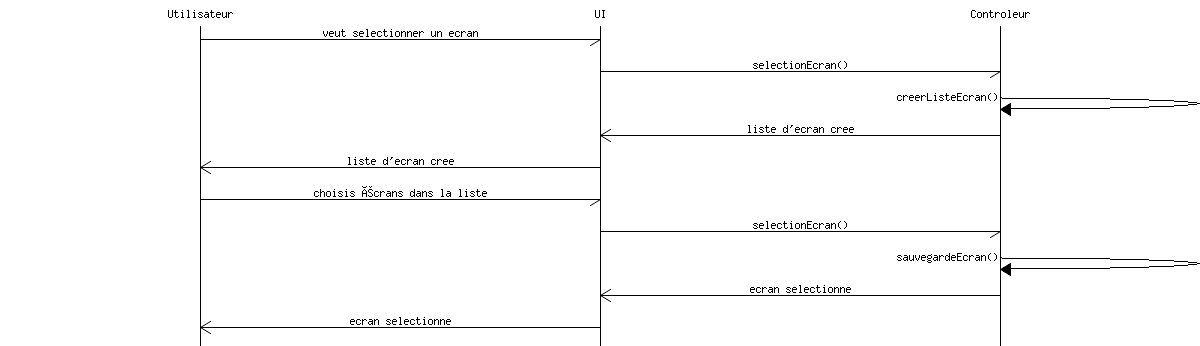 Utilisateur UI Controleur
veut selectionner un ecran
selectionEcran()
creerListeEcran()
liste d'ecran cree
liste d'ecran cree
choisis Ãšcrans dans la liste
selectionEcran()
sauvegardeEcran()
ecran selectionne
ecran selectionne